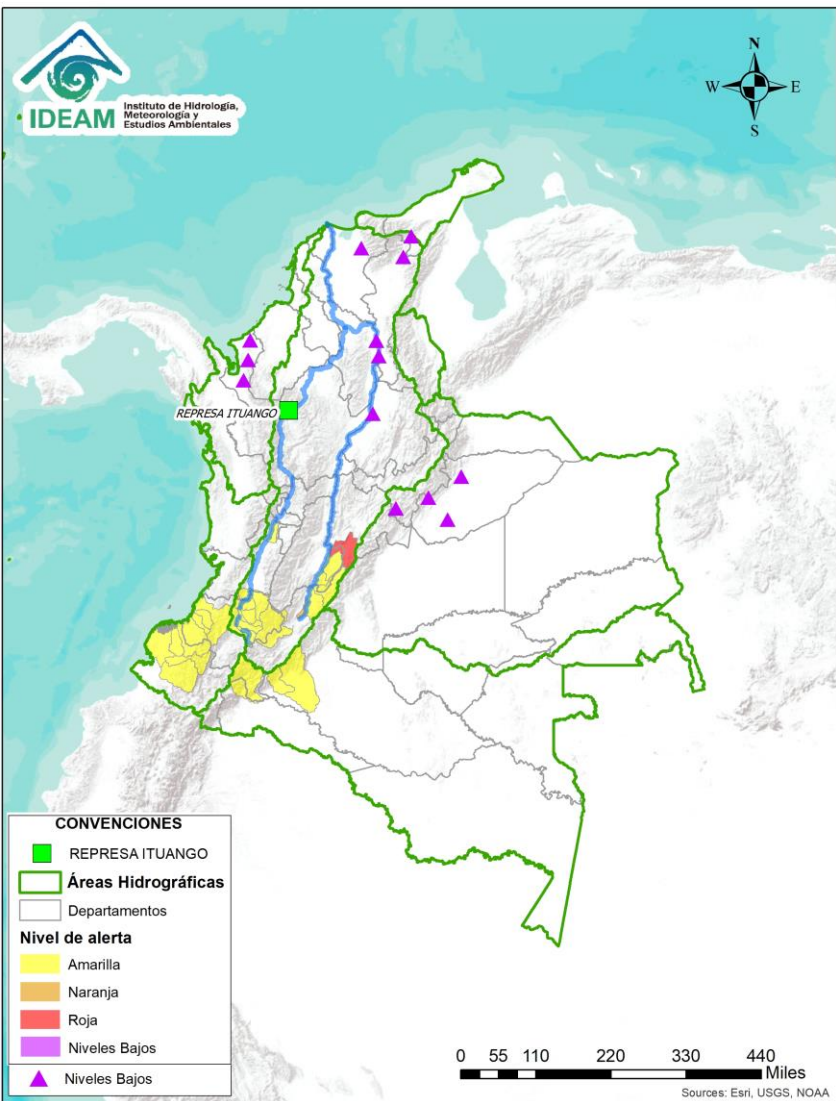 IDEAM
Instituto de Hidrología,
Meteorología y
Estudios Ambientales
N
W
E
S
REPRESA ITUANGO
CONVENCIONES
REPRESA ITUANGO
Áreas Hidrográficas
Departamentos
Nivel de alerta
Amarilla
Naranja
Roja
Niveles Bajos
Niveles Bajos
0 55 110 220 330 440
Miles
Sources: Esri, USGS, NOAA